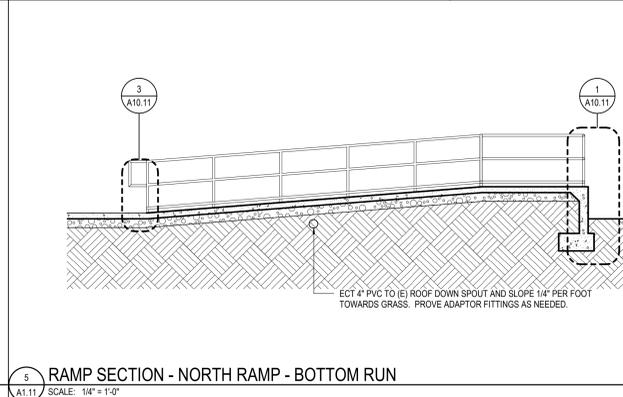 3
A10.11
1
A10.11
ECT 4" PVC TO (E) ROOF DOWN SPOUT AND SLOPE 1/4" PER FOOT
TOWARDS GRASS. PROVE ADAPTOR FITTINGS AS NEEDED.
5
A1.11
RAMP SECTION - NORTH RAMP - BOTTOM RUN
SCALE: 1/4" = 1'-0"